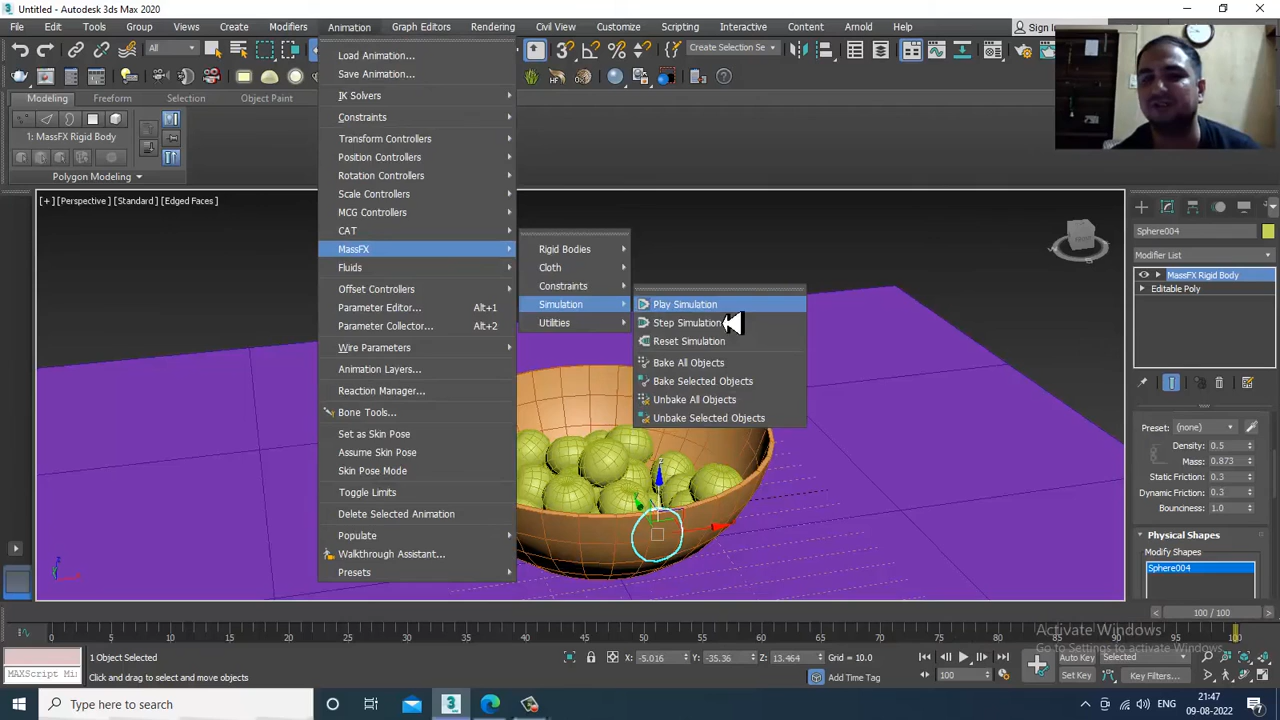 Untitled - Autodesk 3ds Max 2020
File Edit Tools Group Views Create Modifiers Animation Graph Editors Rendering Civil View Customize Scripting Interactive Content Arnold Help Sign In
All
Create Selection Se
Modeling Freeform Selection Object Paint
1: MassFX Rigid Body
Polygon Modeling
[+] [Perspective] [Standard] [Edged Faces]
Load Animation...
Save Animation...
IK Solvers
Constraints
Transform Controllers
Position Controllers
Rotation Controllers
Scale Controllers
MCG Controllers
CAT
MassFX
Fluids
Offset Controllers
Parameter Editor... Alt+1
Parameter Collector... Alt+2
Wire Parameters
Animation Layers...
Reaction Manager...
Bone Tools...
Set as Skin Pose
Assume Skin Pose
Skin Pose Mode
Toggle Limits
Delete Selected Animation
Populate
Walkthrough Assistant...
Presets
Rigid Bodies
Cloth
Constraints
Simulation
Utilities
Play Simulation
Step Simulation
Reset Simulation
Bake All Objects
Bake Selected Objects
Unbake All Objects
Unbake Selected Objects
Sphere004
Modifier List
MassFX Rigid Body
Editable Poly
Preset: (none)
Density: 0.5
Mass: 0.873
Static Friction: 0.3
Dynamic Friction: 0.3
Bounciness: 1.0
Physical Shapes
Modify Shapes
Sphere004
100 / 100
0 5 10 15 20 25 30 35 40 45 50 55 60 65 70 75 80 85 90 95 100
Activate Windows
Go to Settings to activate Windows.
1 Object Selected
X: -5.016 Y: -35.36 Z: 13.464 Grid = 10.0
Auto Key Selected
MAXScript Mi
Click and drag to select and move objects
Add Time Tag
100
Set Key Key Filters...
Type here to search
ENG
21:47
09-08-2022